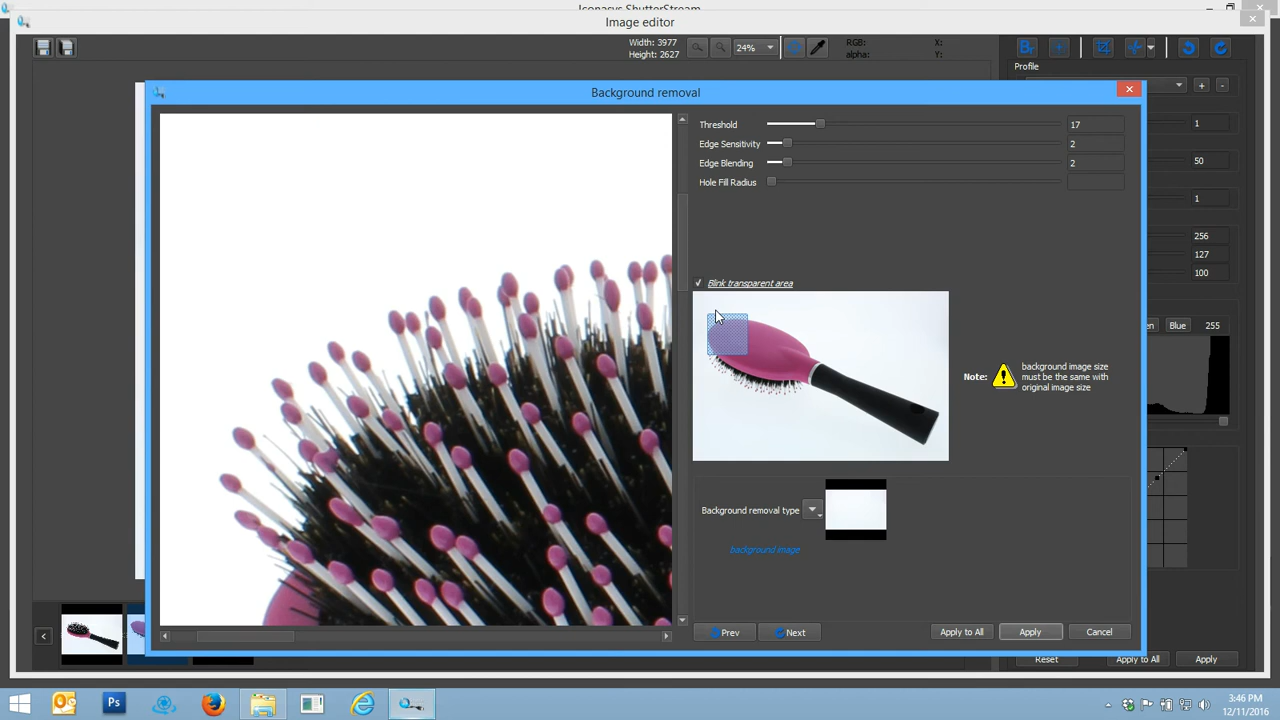 Iconasys ShutterStream
Image editor
Width: 3977
Height: 2627
24%
RGB:
alpha:
X:
Y:
Br
Profile
+ -
Background removal
Threshold 17
Edge Sensitivity 2
Edge Blending 2
Hole Fill Radius
1
50
1
256
127
100
Blink transparent area
Blue 255
Note:
background image size
must be the same with
original image size
Background removal type
background image
Prev
Next
Apply to All
Apply
Cancel
<
Reset
Apply to All
Apply
Ps
3:46 PM
12/11/2016